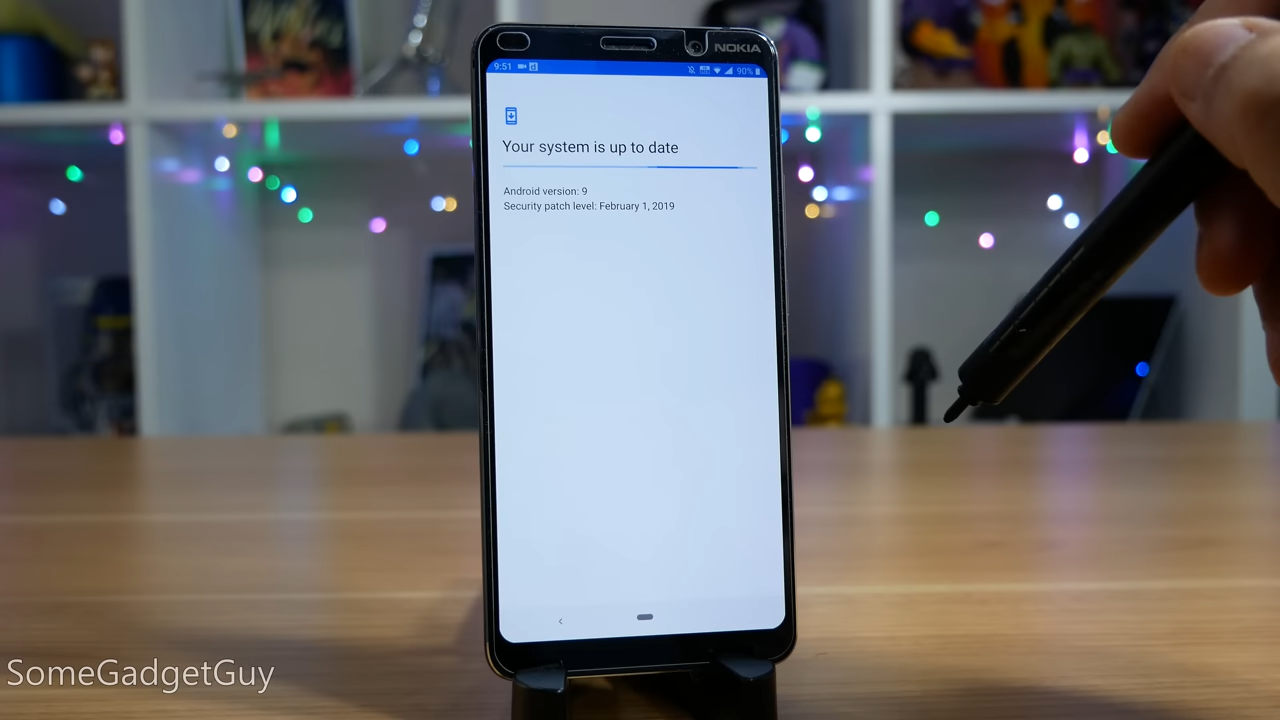 NOKIA
9:51
90%
Your system is up to date
Android version: 9
Security patch level: February 1, 2019
SomeGadgetGuy